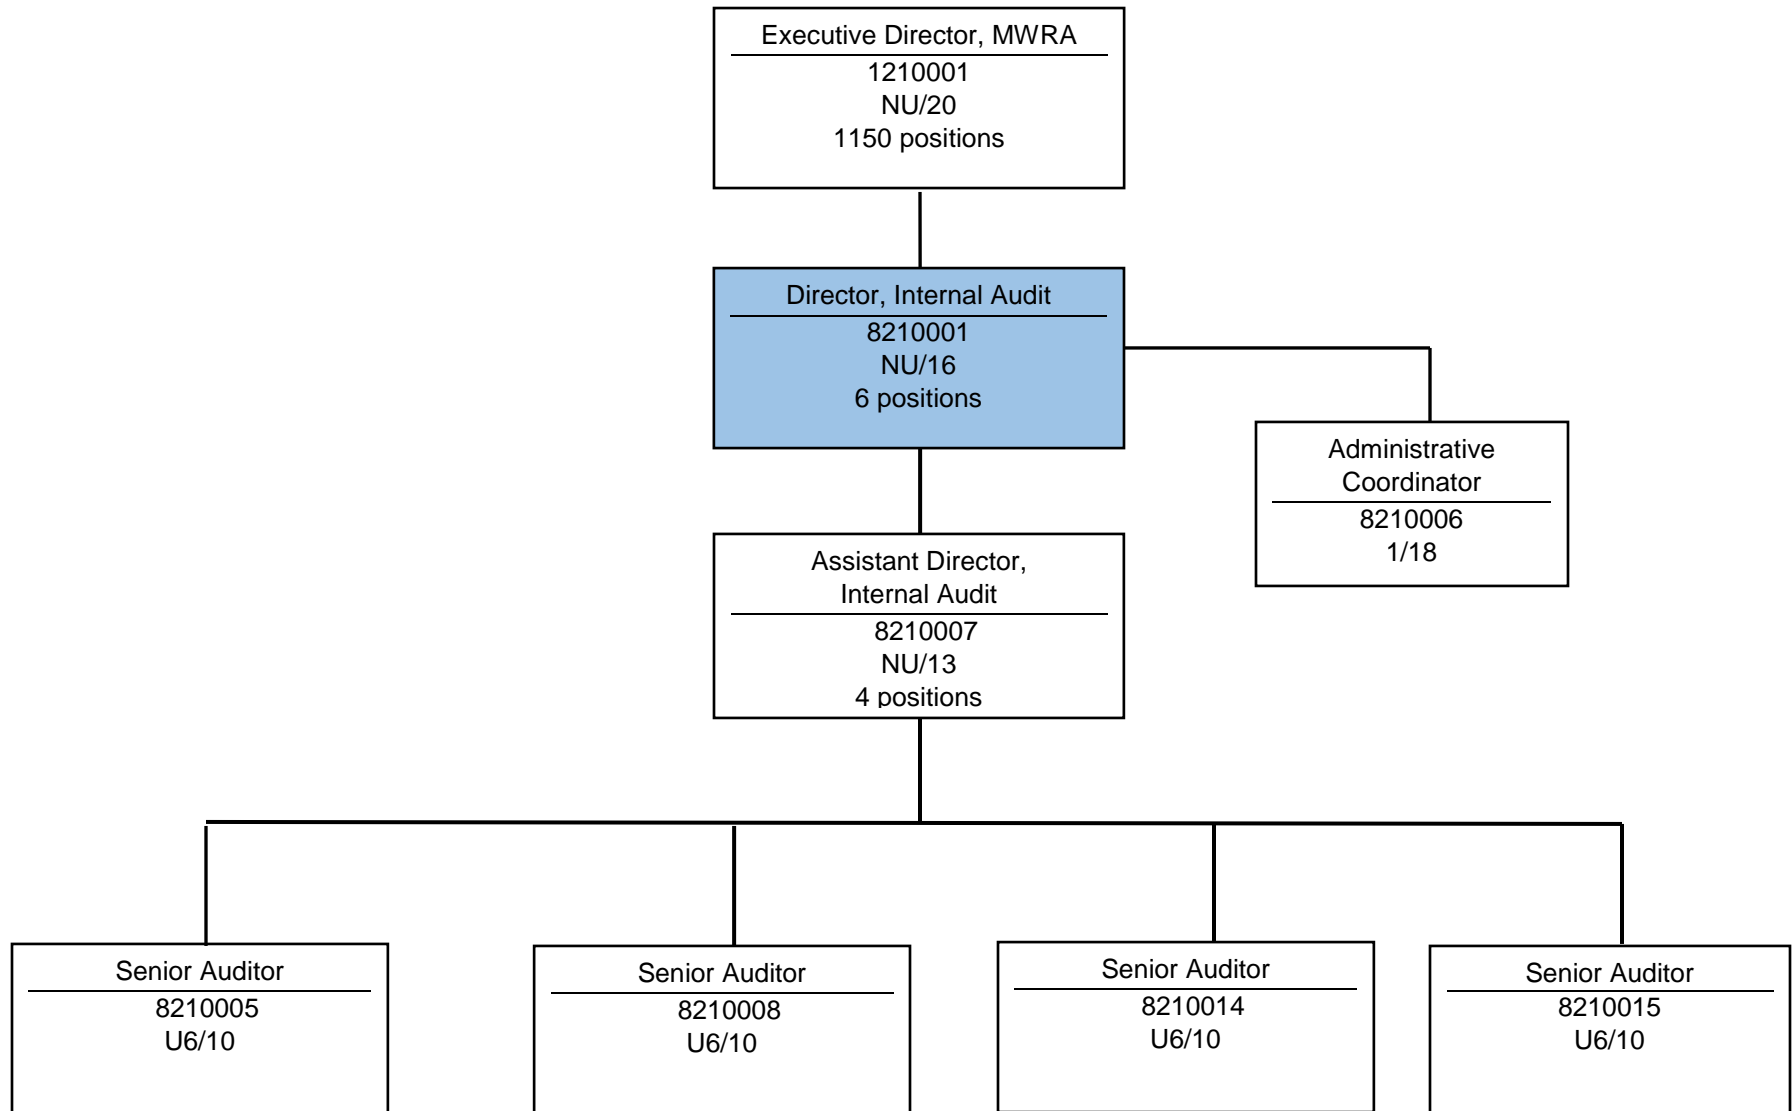 Executive Director, MWRA
1210001
NU/20
1150 positions
Director, Internal Audit
8210001
NU/16
6 positions
Administrative
Coordinator
8210006
1/18
Assistant Director,
Internal Audit
8210007
NU/13
4 positions
Senior Auditor
8210005
U6/10
Senior Auditor
8210008
U6/10
Senior Auditor
8210014
U6/10
Senior Auditor
8210015
U6/10